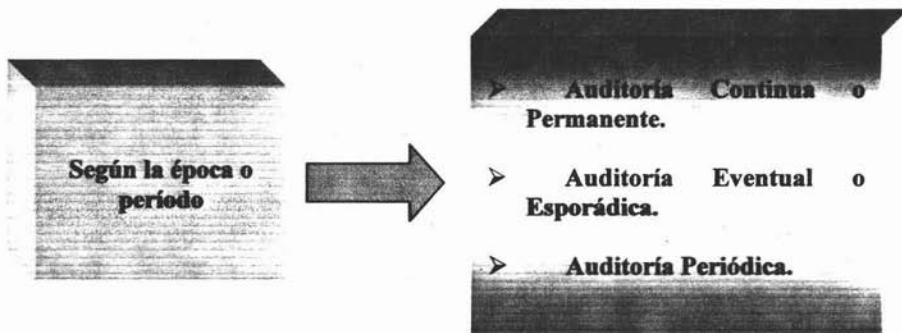 Según la época o
período
➢ Auditoría Continua o
Permanente.
➢ Auditoría Eventual o
Esporádica.
➢ Auditoría Periódica.